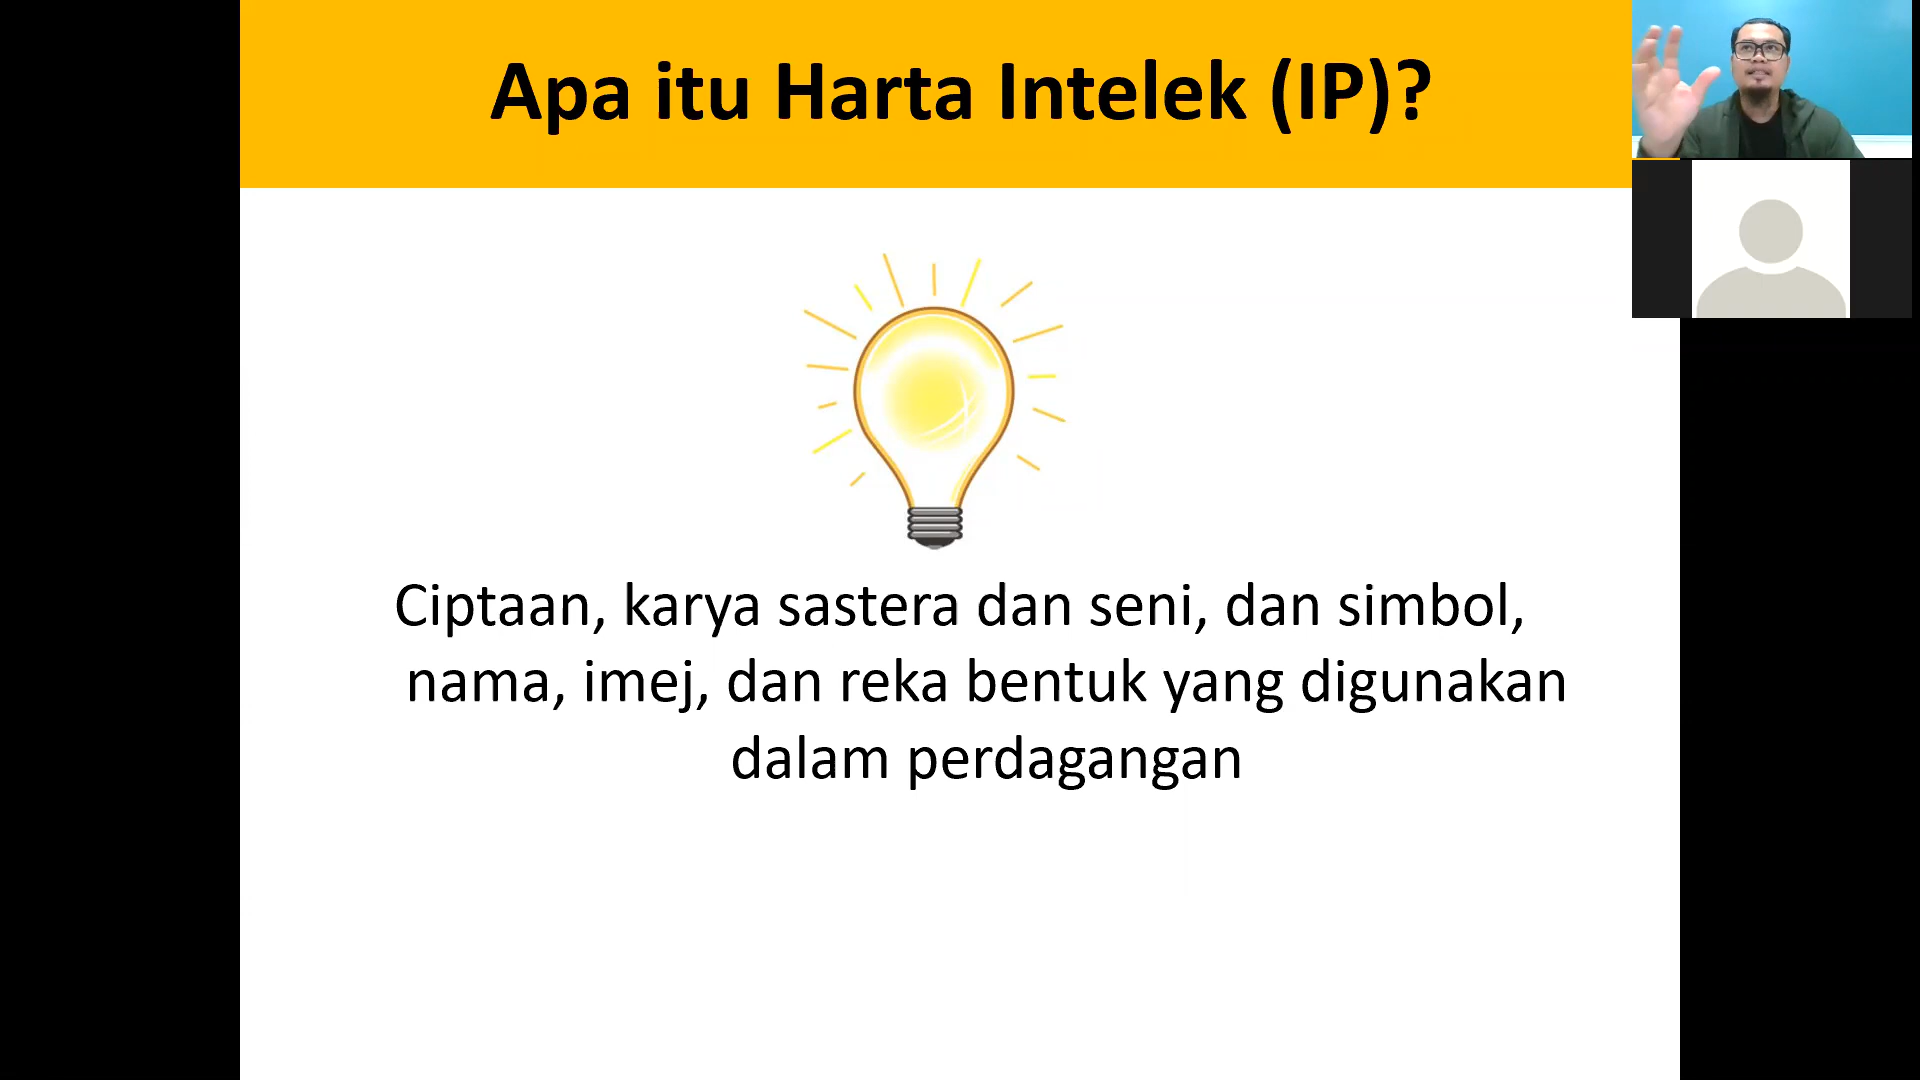 Apa itu Harta Intelek (IP)?
Ciptaan, karya sastera dan seni, dan simbol,
nama, imej, dan reka bentuk yang digunakan
dalam perdagangan